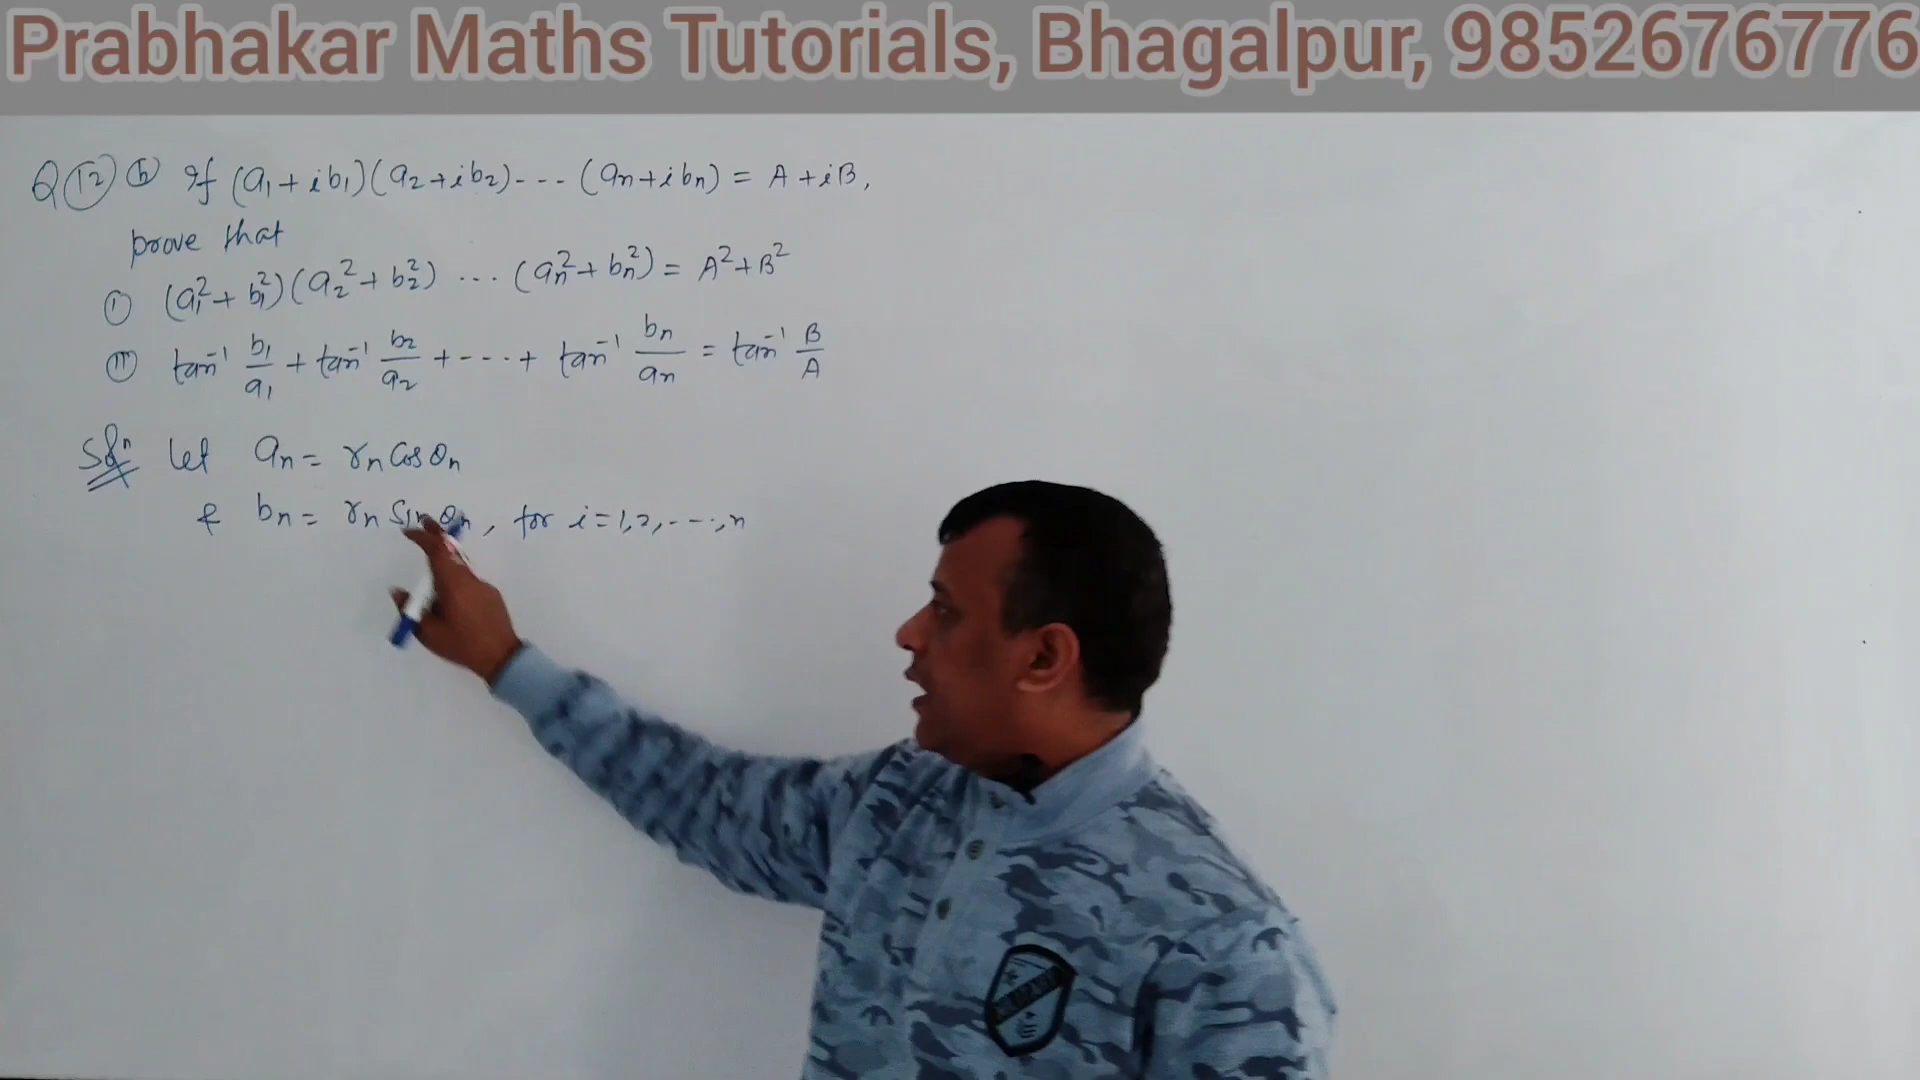 Prabhakar Maths Tutorials, Bhagalpur, 9852676776
Q 12 b If (a₁+ib₁)(a₂+ib₂)--- (aₙ+ibₙ) = A+iB,
prove that
(i) (a₁²+b₁²)(a₂²+b₂²) ... (aₙ²+bₙ²) = A²+B²
(ii) tan⁻¹ b₁/a₁ + tan⁻¹ b₂/a₂ + ---- + tan⁻¹ bₙ/aₙ = tan⁻¹ B/A
Solⁿ let aₙ = rₙ Cos θₙ
& bₙ = rₙ Sin θₙ, for i=1,2,---,n